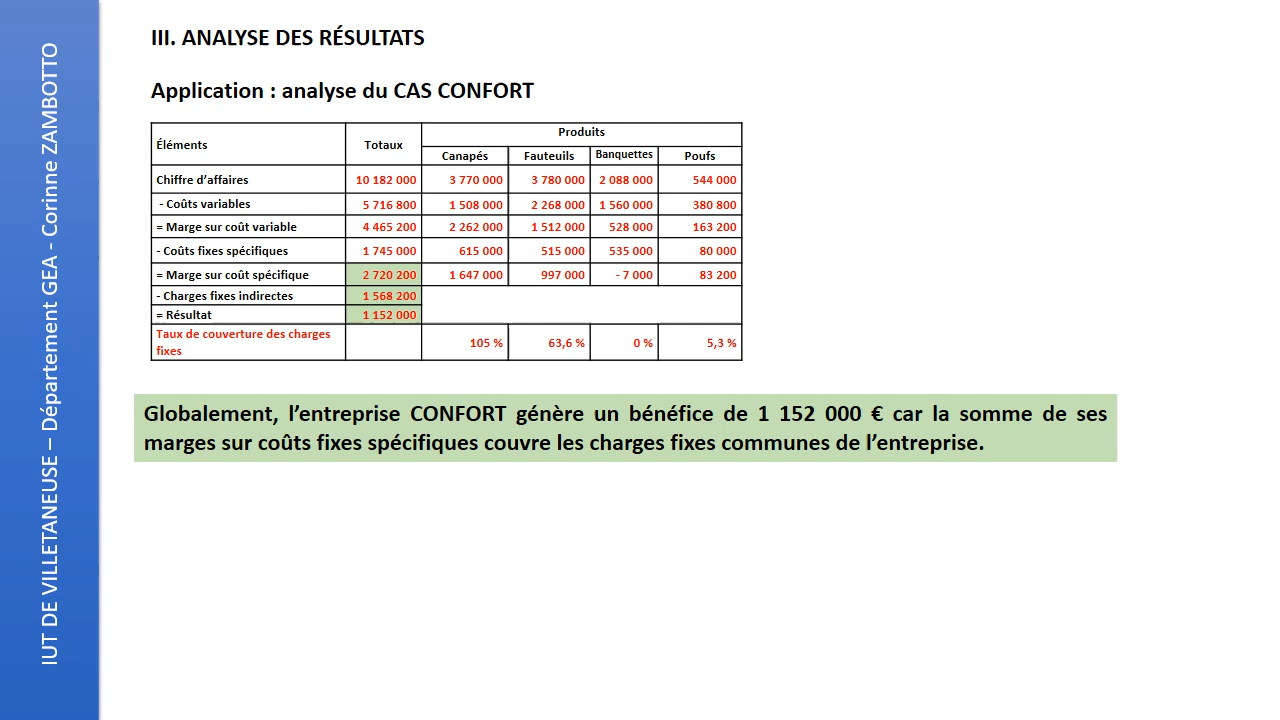 IUT DE VILLETANEUSE – Département GEA - Corinne ZAMBOTTO
III. ANALYSE DES RÉSULTATS
Application : analyse du CAS CONFORT
Éléments Totaux Produits
Canapés Fauteuils Banquettes Poufs
Chiffre d’affaires 10 182 000 3 770 000 3 780 000 2 088 000 544 000
- Coûts variables 5 716 800 1 508 000 2 268 000 1 560 000 380 800
= Marge sur coût variable 4 465 200 2 262 000 1 512 000 528 000 163 200
- Coûts fixes spécifiques 1 745 000 615 000 515 000 535 000 80 000
= Marge sur coût spécifique 2 720 200 1 647 000 997 000 - 7 000 83 200
- Charges fixes indirectes 1 568 200
= Résultat 1 152 000
Taux de couverture des charges
fixes 105 % 63,6 % 0 % 5,3 %
Globalement, l’entreprise CONFORT génère un bénéfice de 1 152 000 € car la somme de ses
marges sur coûts fixes spécifiques couvre les charges fixes communes de l’entreprise.